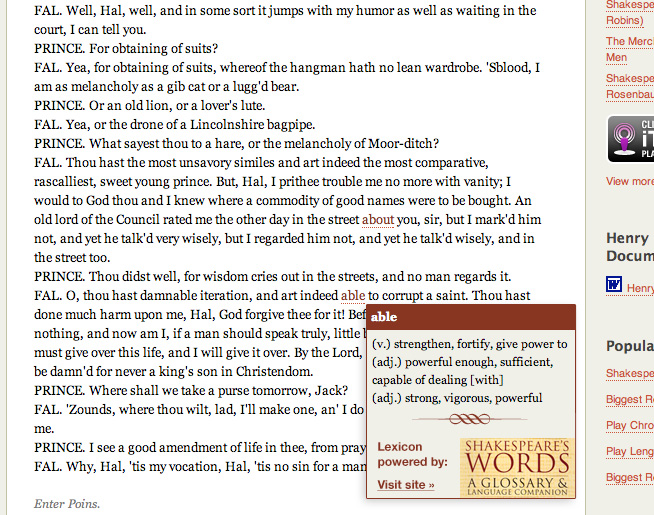 FAL. Well, Hal, well, and in some sort it jumps with my humor as well as waiting in the
court, I can tell you.
PRINCE. For obtaining of suits?
FAL. Yea, for obtaining of suits, whereof the hangman hath no lean wardrobe. 'Sblood, I
am as melancholy as a gib cat or a lugg'd bear.
PRINCE. Or an old lion, or a lover's lute.
FAL. Yea, or the drone of a Lincolnshire bagpipe.
PRINCE. What sayest thou to a hare, or the melancholy of Moor-ditch?
FAL. Thou hast the most unsavory similes and art indeed the most comparative,
rascalliest, sweet young prince. But, Hal, I prithee trouble me no more with vanity; I
would to God thou and I knew where a commodity of good names were to be bought. An
old lord of the Council rated me the other day in the street about you, sir, but I mark'd him
not, and yet he talk'd very wisely, but I regarded him not, and yet he talk'd wisely, and in
the street too.
PRINCE. Thou didst well, for wisdom cries out in the streets, and no man regards it.
FAL. O, thou hast damnable iteration, and art indeed able to corrupt a saint. Thou hast
done much harm upon me, Hal, God forgive thee for it! Bef
nothing, and now am I, if a man should speak truly, little
must give over this life, and I will give it over. By the Lord,
be damn'd for never a king's son in Christendom.
PRINCE. Where shall we take a purse tomorrow, Jack?
FAL. 'Zounds, where thou wilt, lad, I'll make one, an' I do
me.
PRINCE. I see a good amendment of life in thee, from pray
FAL. Why, Hal, 'tis my vocation, Hal, 'tis no sin for a man
Enter Poins.
able
(v.) strengthen, fortify, give power to
(adj.) powerful enough, sufficient,
capable of dealing [with]
(adj.) strong, vigorous, powerful
Lexicon
powered by:
Visit site »
SHAKESPEARE'S
WORDS
A GLOSSARY &
LANGUAGE COMPANION
Shakespe
Robins)
The Merc
Men
Shakespe
Rosenbau
CLI
iT
PLA
View more
Henry
Docum
W
Henry
Popula
Shakespe
Biggest R
Play Chro
Play Leng
Biggest R